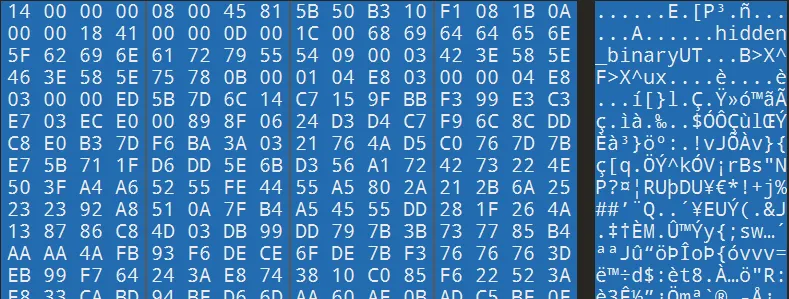 14 00 00 00 08 00 45 81 5B 50 B3 10 F1 08 1B 0A ......E.[P³.ñ...
00 00 18 41 00 00 0D 00 1C 00 68 69 64 64 65 6E ...A......hidden
5F 62 69 6E 61 72 79 55 54 09 00 03 42 3E 58 5E _binaryUT...B>X^
46 3E 58 5E 75 78 0B 00 01 04 E8 03 00 00 04 E8 F>X^ux....è....è
03 00 00 ED 5B 7D 6C 14 C7 15 9F BB F3 99 E3 C3 ...í[}l.Ç.Ÿ»ó™ãÃ
E7 03 EC E0 00 89 8F 06 24 D3 D4 C7 F9 6C 8C DD ç.ìà.‰..$ÓÔÇùlŒÝ
C8 E0 B3 7D F6 BA 3A 03 21 76 4A D5 C0 76 7D 7B Èà³}öº:.!vJÕÀv}{
E7 5B 71 1F D6 DD 5E 6B D3 56 A1 72 42 73 22 4E ç[q.ÖÝ^kÓV¡rBs"N
50 3F A4 A6 52 55 FE 44 55 A5 80 2A 21 2B 6A 25 P?¤¦RUþDU¥€*!+j%
23 23 92 A8 51 0A 7F B4 A5 45 55 DD 28 1F 26 4A ##’¨Q..´¥EUÝ(.&J
13 87 86 C8 4D 03 DB 99 DD 79 7B 3B 73 77 85 B4 .‡†ÈM.Û™Ýy{;sw…´
AA AA 4A FB 93 F6 DE CE 6F DE 7B F3 76 76 76 3D ªªJû“öÞÎoÞ{óvvv=
EB 99 F7 64 24 3A E8 74 38 10 C0 85 F6 22 52 3A ë™÷d$:èt8.À…ö"R: